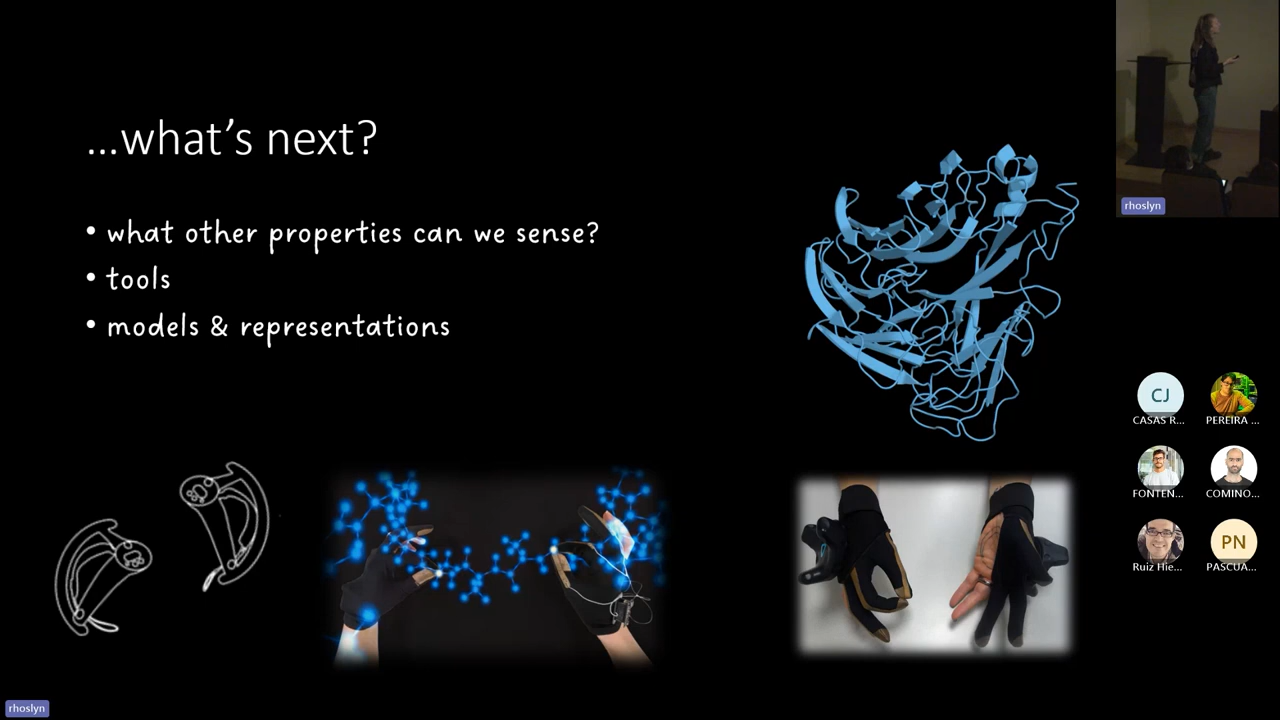 ...what's next?
• what other properties can we sense?
• tools
• models & representations
rhoslyn
CJ
CASAS R...
PEREIRA ...
FONTEN...
COMINO...
Ruiz Hie...
PN
PASCUA...
rhoslyn